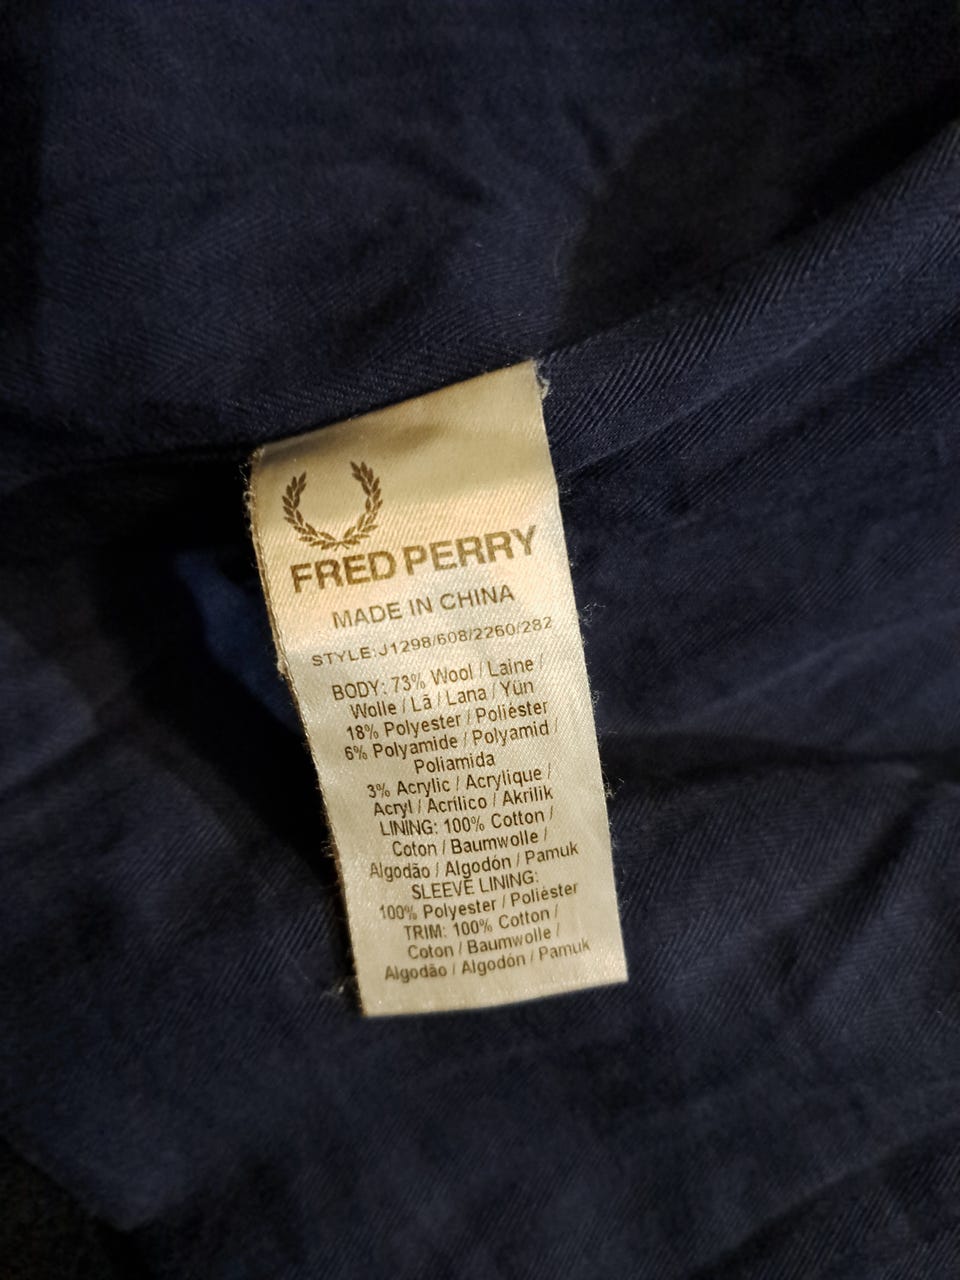 FRED PERRY
MADE IN CHINA
STYLE:J1298/608/2260/282
BODY: 73% Wool / Laine /
Wolle / Lã / Lana / Yün
18% Polyester / Poliéster
6% Polyamide / Polyamid /
Poliamida
3% Acrylic / Acrylique /
Acryl / Acrílico / Akrilik
LINING: 100% Cotton /
Coton / Baumwolle /
Algodão / Algodón / Pamuk
SLEEVE LINING:
100% Polyester / Poliéster
TRIM: 100% Cotton /
Coton / Baumwolle /
Algodão / Algodón / Pamuk